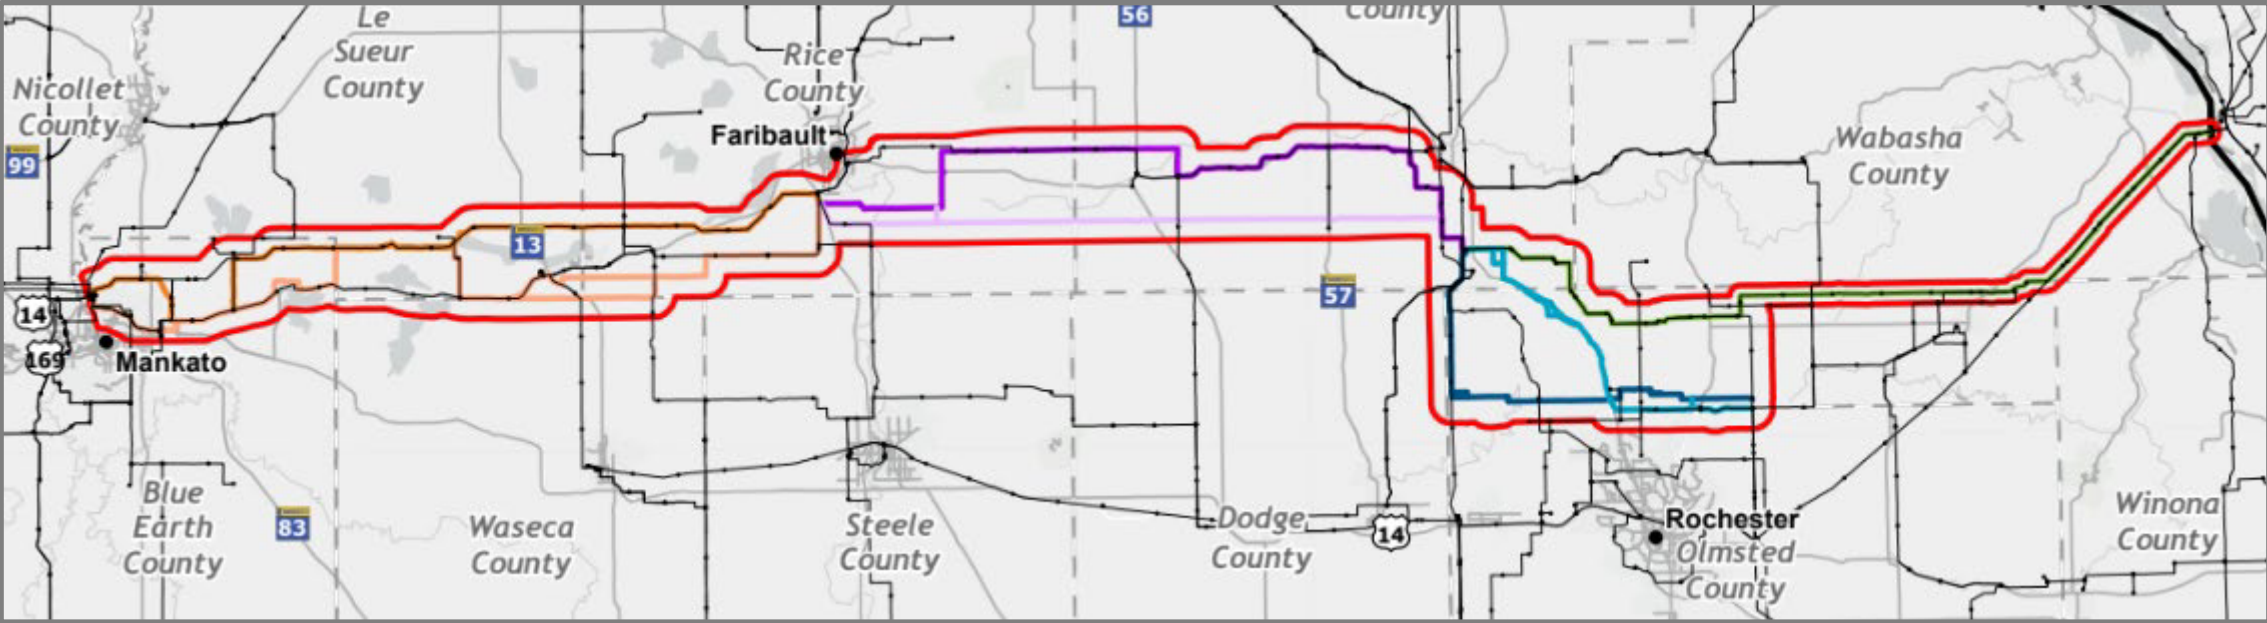 Le
Sueur
County
Nicollet
County
99
Rice
County
56
County
Faribault
Wabasha
County
13
14
169
Mankato
57
Blue
Earth
County
83
Waseca
County
Steele
County
Dodge
County
14
Rochester
Olmsted
County
Winona
County